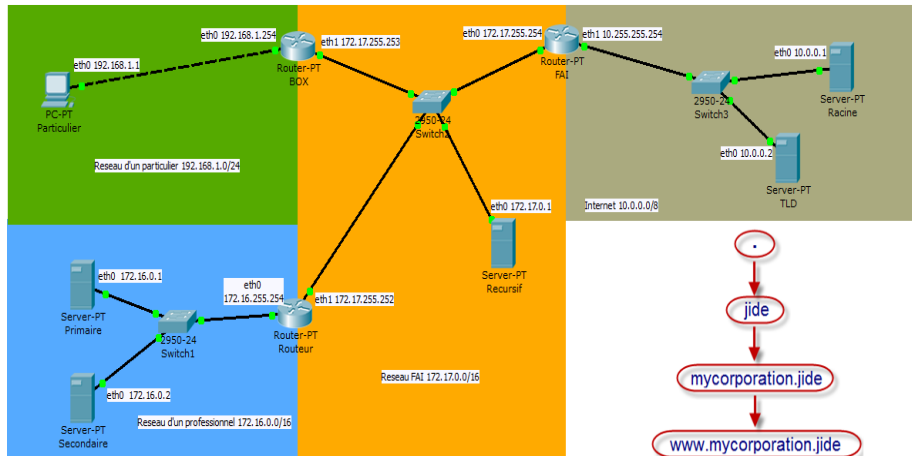 eth0 192.168.1.254
eth1 172.17.255.253
Router-PT
BOX
eth0 192.168.1.1
PC-PT
Particulier
Reseau d'un particulier 192.168.1.0/24
eth0 172.17.255.254
eth1 10.255.255.254
Router-PT
FAI
2950-24
Switch2
eth0 10.0.0.1
Server-PT
Racine
2950-24
Switch3
eth0 10.0.0.2
Server-PT
TLD
Internet 10.0.0.0/8
eth0 172.17.0.1
Server-PT
Recursif
eth0 172.16.0.1
Server-PT
Primaire
eth0
172.16.255.254
eth1 172.17.255.252
Router-PT
Routeur
2950-24
Switch1
eth0 172.16.0.2
Server-PT
Secondaire
Reseau d'un professionnel 172.16.0.0/16
Reseau FAI 172.17.0.0/16
.
jide
mycorporation.jide
www.mycorporation.jide